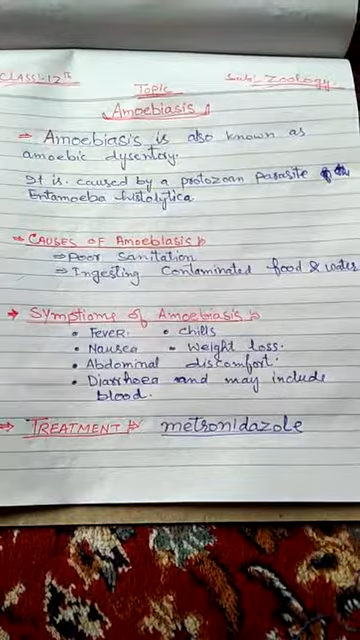 CLASS:-12th Sub:- Zoology
Topic
Amoebiasis
⇒ Amoebiasis is also known as
amoebic dysentory.
It is caused by a protozoan parasite
Entamoeba histolytica
→ CAUSES OF AMOEBIASIS
⇒ Poor sanitation
⇒ Ingesting contaminated food & water
→ SYMPTIOMS OF AMOEBIASIS
• Fever • chills
• Nausea • weight loss.
• Abdominal discomfort.
• Diarrhoea and may include
blood.
⇒ TREATMENT metronidazole